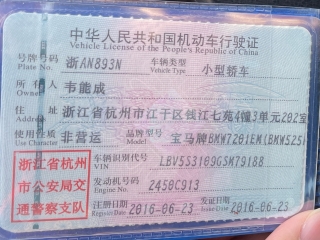 中华人民共和国机动车行驶证
Vehicle License of the People's Republic of China
号牌号码 浙AN893N 车辆类型 小型轿车
Plate No. Vehicle Type
所有人 韦能成
Owner
住址 浙江省杭州市江干区钱江七苑4幢3单元202室
Address
使用性质 非营运 品牌型号 宝马牌BMW7201EM(BMW525
Use Character Model
浙江省杭州
市公安局交
通警察支队
车辆识别代号 LBV5S3109GSM79188
VIN
发动机号码 2450C913
Engine No.
注册日期 2016-06-23 发证日期 2016-06-23
Register Date Issue Date